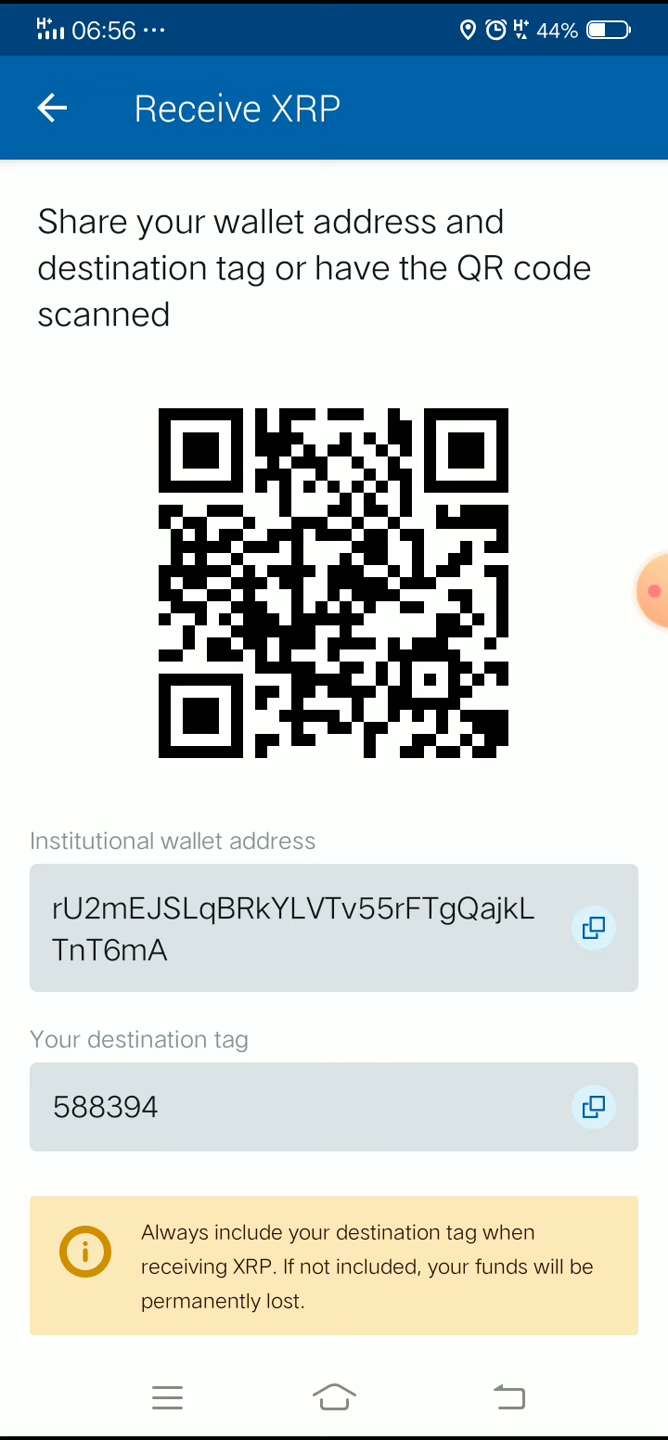 H+ 06:56 ··· H+ 44%
Receive XRP
Share your wallet address and
destination tag or have the QR code
scanned
Institutional wallet address
rU2mEJSLqBRkYLVTv55rFTgQajkL
TnT6mA
Your destination tag
588394
Always include your destination tag when
receiving XRP. If not included, your funds will be
permanently lost.